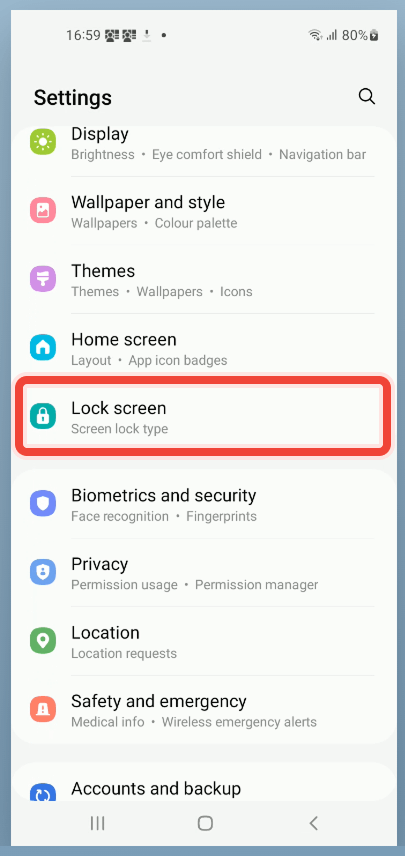 16:59 80%
Settings
Display
Brightness • Eye comfort shield • Navigation bar
Wallpaper and style
Wallpapers • Colour palette
Themes
Themes • Wallpapers • Icons
Home screen
Layout • App icon badges
Lock screen
Screen lock type
Biometrics and security
Face recognition • Fingerprints
Privacy
Permission usage • Permission manager
Location
Location requests
Safety and emergency
Medical info • Wireless emergency alerts
Accounts and backup